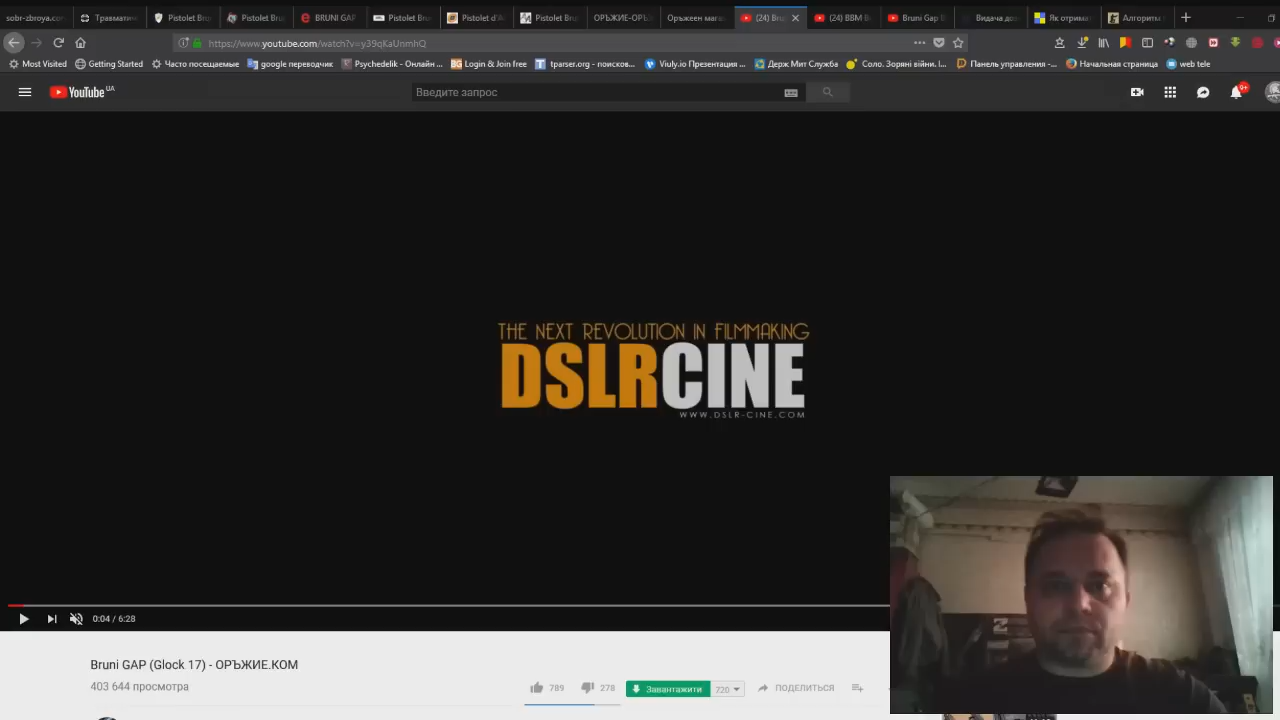 sobr-zbroya.com
Травматич
Pistolet Bru
Pistolet Bru
BRUNI GAP
Pistolet Bru
Pistolet d'A
Pistolet Bru
ОРЪЖИЕ-ОРЪ
Оръжеен мага
(24) Bru
(24) BBM B
Bruni Gap B
Видача дов
Як отрима
Алгоритм
https://www.youtube.com/watch?v=y39qKaUnmhQ
Most Visited
Getting Started
Часто посещаемые
google переводчик
Psychedelik - Онлайн ...
Login & Join free
tparser.org - поисков...
Viuly.io Презентация ...
Держ Мит Служба
Соло. Зоряні війни. І...
Панель управления -...
Начальная страница
web tele
YouTube UA
Введите запрос
9+
THE NEXT REVOLUTION IN FILMMAKING
DSLRCINE
WWW.DSLR-CINE.COM
0:04 / 6:28
Bruni GAP (Glock 17) - ОРЪЖИЕ.КОМ
403 644 просмотра
789
278
Завантажити
720
ПОДЕЛИТЬСЯ